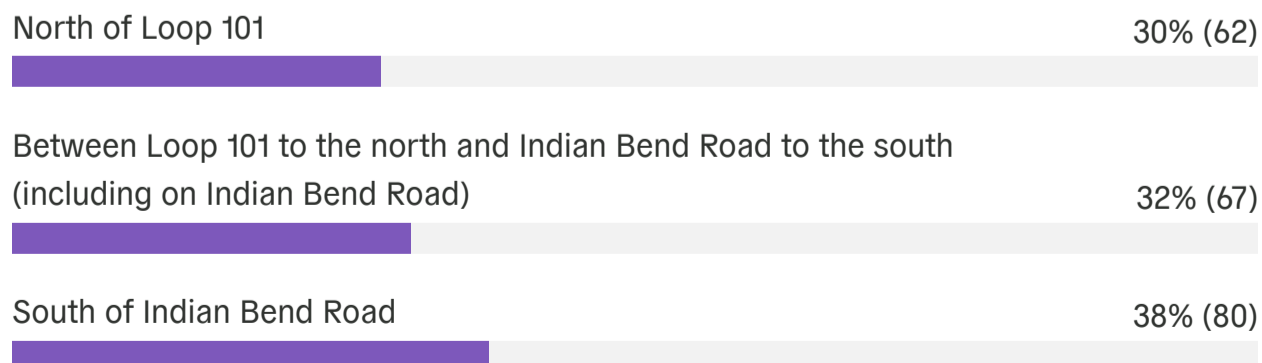 North of Loop 101
30% (62)
Between Loop 101 to the north and Indian Bend Road to the south
(including on Indian Bend Road)
32% (67)
South of Indian Bend Road
38% (80)